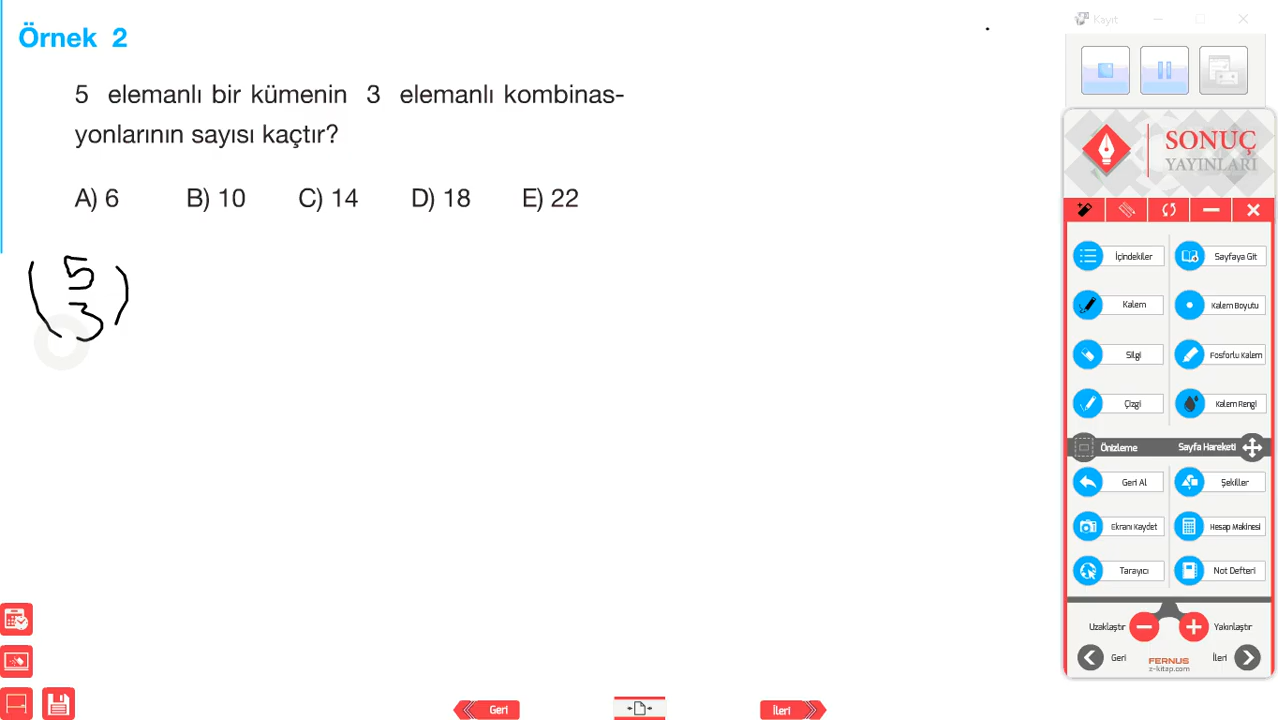 Örnek 2
5 elemanlı bir kümenin 3 elemanlı kombinas-
yonlarının sayısı kaçtır?
A) 6 B) 10 C) 14 D) 18 E) 22
( 5
3 )
Kayıt
SONUÇ
YAYINLARI
İçindekiler Sayfaya Git
Kalem Kalem Boyutu
Silgi Fosforlu Kalem
Çizgi Kalem Rengi
Önizleme Sayfa Hareketi
Geri Al Şekiller
Ekranı Kaydet Hesap Makinesi
Tarayıcı Not Defteri
Uzaklaştır Yakınlaştır
Geri FERNUS İleri
z-kitap.com
Geri İleri